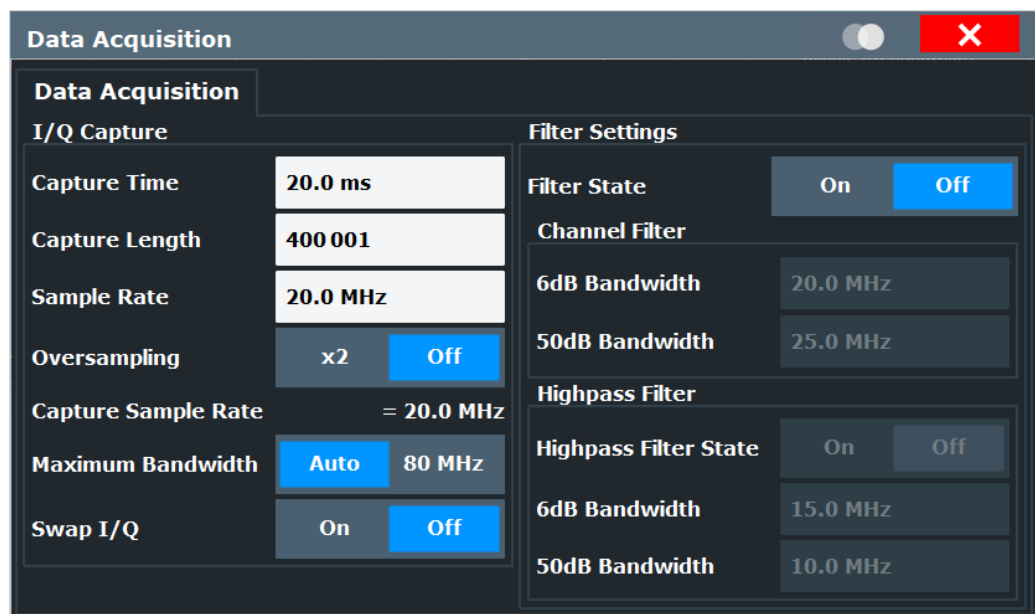 Data Acquisition
Data Acquisition
I/Q Capture
Capture Time 20.0 ms
Capture Length 400 001
Sample Rate 20.0 MHz
Oversampling x2 Off
Capture Sample Rate = 20.0 MHz
Maximum Bandwidth Auto 80 MHz
Swap I/Q On Off
Filter Settings
Filter State On Off
Channel Filter
6dB Bandwidth 20.0 MHz
50dB Bandwidth 25.0 MHz
Highpass Filter
Highpass Filter State On Off
6dB Bandwidth 15.0 MHz
50dB Bandwidth 10.0 MHz